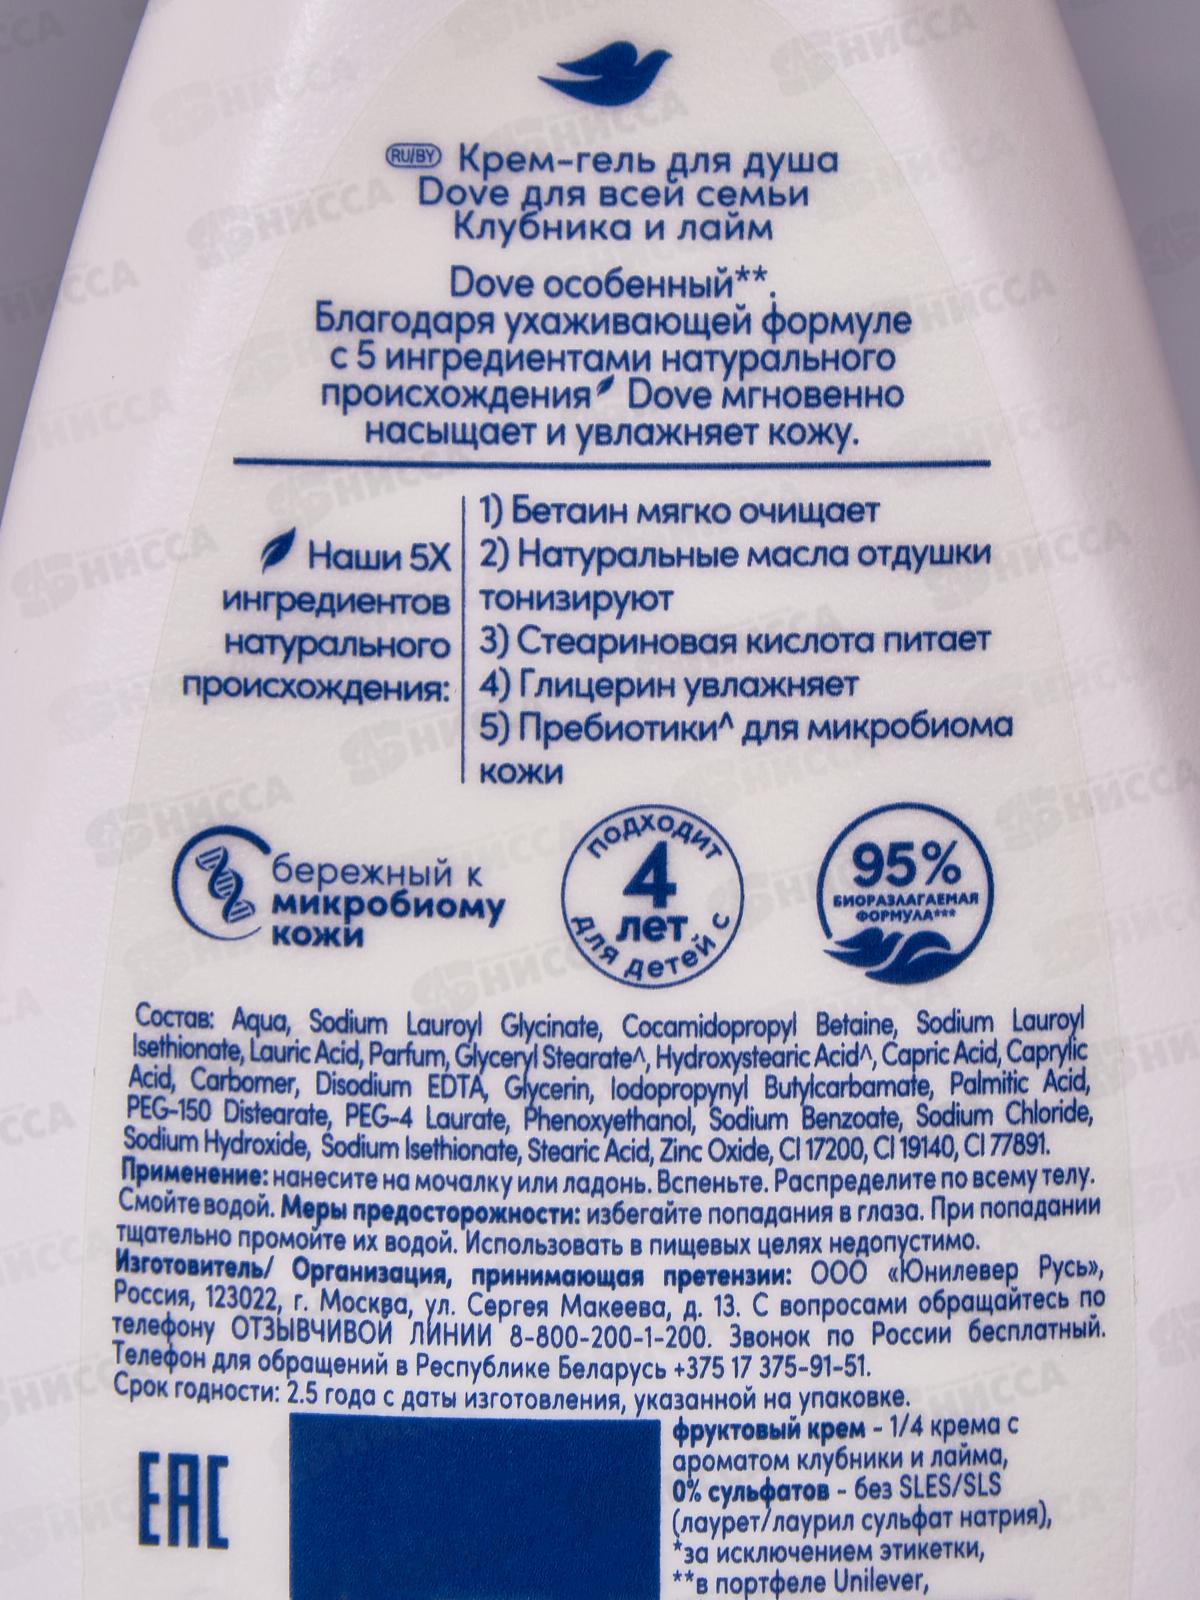 RU/BY Крем-гель для душа
Dove для всей семьи
Клубника и лайм
Dove особенный**.
Благодаря ухаживающей формуле
с 5 ингредиентами натурального
происхождения Dove мгновенно
насыщает и увлажняет кожу.
Наши 5X
ингредиентов
натурального
происхождения:
1) Бетаин мягко очищает
2) Натуральные масла отдушки
тонизируют
3) Стеариновая кислота питает
4) Глицерин увлажняет
5) Пребиотики^ для микробиома
кожи
бережный к
микробиому
кожи
ПОДХОДИТ
4
лет
для детей с
95%
БИОРАЗЛАГАЕМАЯ
ФОРМУЛА***
Состав: Aqua, Sodium Lauroyl Glycinate, Cocamidopropyl Betaine, Sodium Lauroyl
Isethionate, Lauric Acid, Parfum, Glyceryl Stearate^, Hydroxystearic Acid^, Capric Acid, Caprylic
Acid, Carbomer, Disodium EDTA, Glycerin, Iodopropynyl Butylcarbamate, Palmitic Acid,
PEG-150 Distearate, PEG-4 Laurate, Phenoxyethanol, Sodium Benzoate, Sodium Chloride,
Sodium Hydroxide, Sodium Isethionate, Stearic Acid, Zinc Oxide, CI 17200, CI 19140, CI 77891.
Применение: нанесите на мочалку или ладонь. Вспеньте. Распределите по всему телу.
Смойте водой. Меры предосторожности: избегайте попадания в глаза. При попадании
тщательно промойте их водой. Использовать в пищевых целях недопустимо.
Изготовитель/ Организация, принимающая претензии: ООО «Юнилевер Русь»,
Россия, 123022, г. Москва, ул. Сергея Макеева, д. 13. С вопросами обращайтесь по
телефону ОТЗЫВЧИВОЙ ЛИНИИ 8-800-200-1-200. Звонок по России бесплатный.
Телефон для обращений в Республике Беларусь +375 17 375-91-51.
Срок годности: 2.5 года с даты изготовления, указанной на упаковке.
EAC
фруктовый крем - 1/4 крема с
ароматом клубники и лайма,
0% сульфатов - без SLES/SLS
(лаурет/лаурил сульфат натрия),
*за исключением этикетки,
**в портфеле Unilever,
НИССА